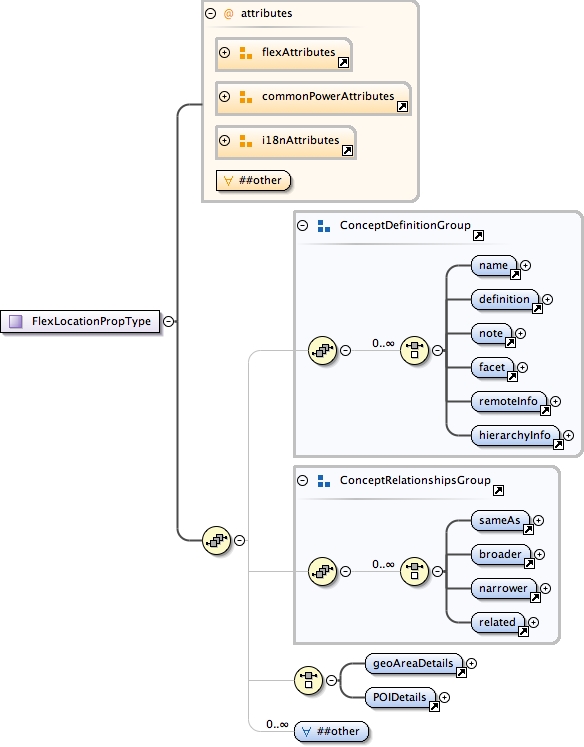 @ attributes
flexAttributes
commonPowerAttributes
i18nAttributes
##other
ConceptDefinitionGroup
name
definition
FlexLocationPropType
note
0..∞
facet
remoteInfo
hierarchyInfo
ConceptRelationshipsGroup
sameAs
broader
0..∞
narrower
related
geoAreaDetails
POIDetails
0..∞
##other